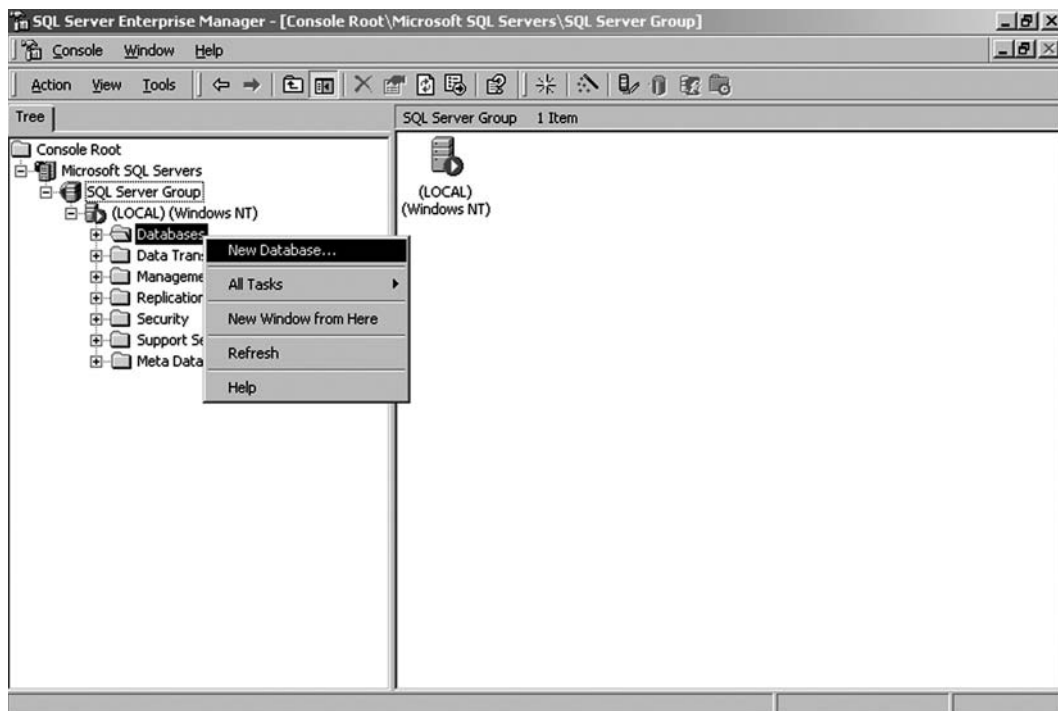 SQL Server Enterprise Manager - [Console Root\Microsoft SQL Servers\SQL Server Group]
Console Window Help
Action View Tools
Tree
SQL Server Group 1 Item
Console Root
Microsoft SQL Servers
SQL Server Group
(LOCAL) (Windows NT)
Databases
Data Tran
Manageme
Replication
Security
Support Se
Meta Data
New Database...
All Tasks
New Window from Here
Refresh
Help
(LOCAL)
(Windows NT)